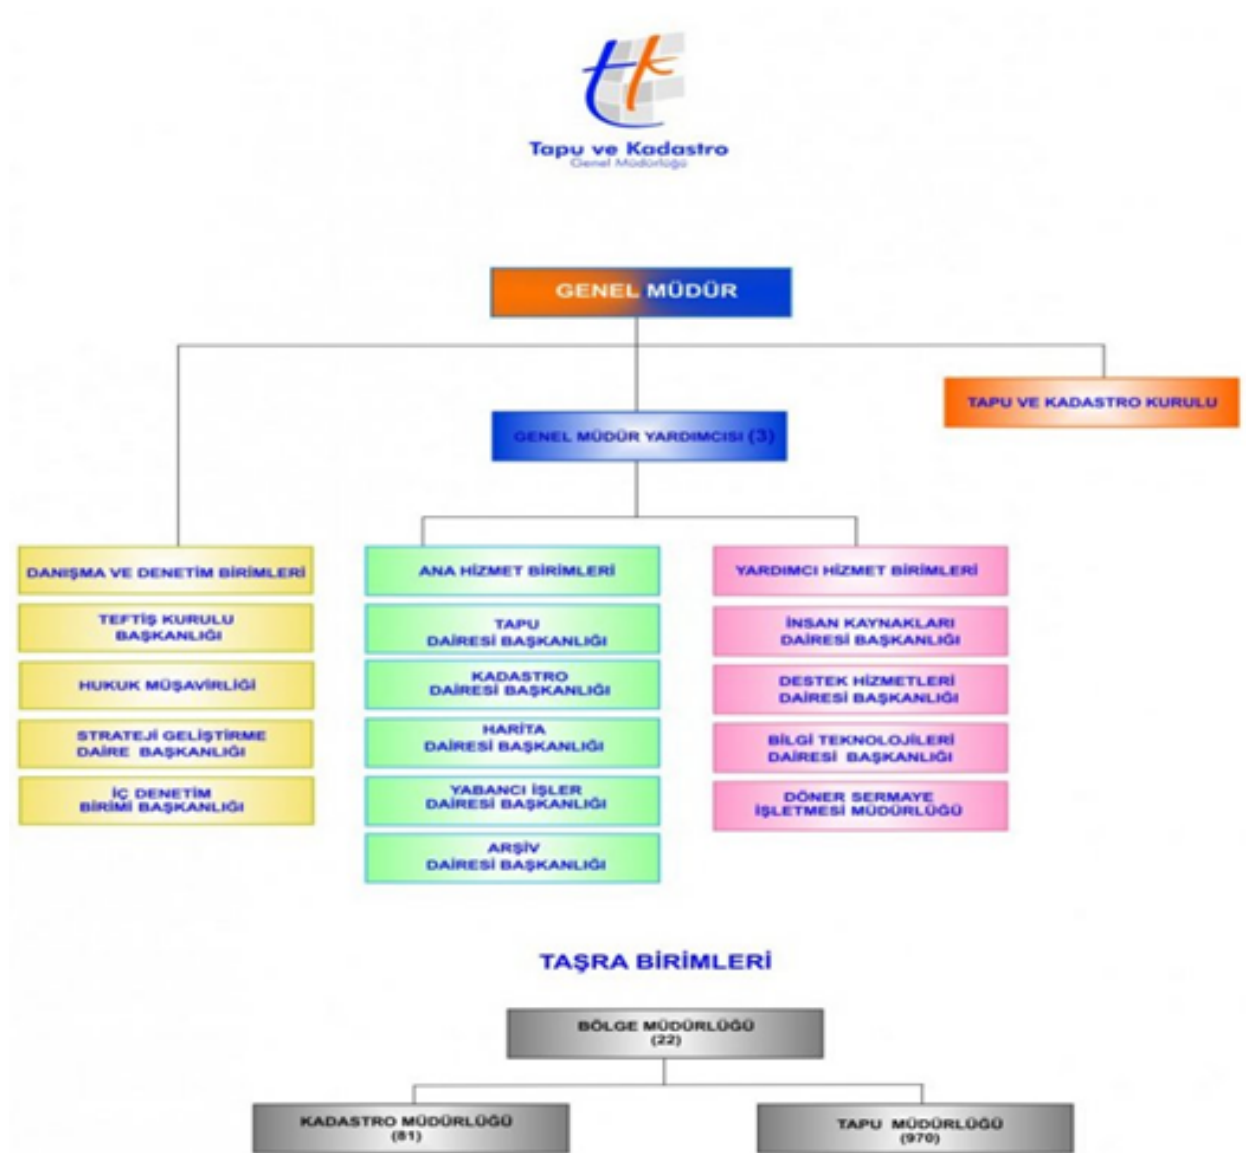 tk
Tapu ve Kadastro
Genel Müdürlüğü
GENEL MÜDÜR
TAPU VE KADASTRO KURULU
GENEL MÜDÜR YARDIMCISI (3)
DANIŞMA VE DENETİM BİRİMLERİ
TEFTİŞ KURULU
BAŞKANLIĞI
HUKUK MÜŞAVİRLİĞİ
STRATEJİ GELİŞTİRME
DAİRE BAŞKANLIĞI
İÇ DENETİM
BİRİMİ BAŞKANLIĞI
ANA HİZMET BİRİMLERİ
TAPU
DAİRESİ BAŞKANLIĞI
KADASTRO
DAİRESİ BAŞKANLIĞI
HARİTA
DAİRESİ BAŞKANLIĞI
YABANCI İŞLER
DAİRESİ BAŞKANLIĞI
ARŞİV
DAİRESİ BAŞKANLIĞI
YARDIMCI HİZMET BİRİMLERİ
İNSAN KAYNAKLARI
DAİRESİ BAŞKANLIĞI
DESTEK HİZMETLERİ
DAİRESİ BAŞKANLIĞI
BİLGİ TEKNOLOJİLERİ
DAİRESİ BAŞKANLIĞI
DÖNER SERMAYE
İŞLETMESİ MÜDÜRLÜĞÜ
TAŞRA BİRİMLERİ
BÖLGE MÜDÜRLÜĞÜ
(22)
KADASTRO MÜDÜRLÜĞÜ
(81)
TAPU MÜDÜRLÜĞÜ
(970)